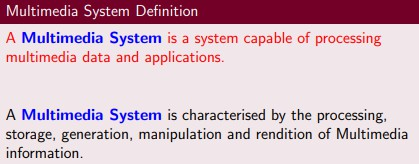 Multimedia System Definition
A Multimedia System is a system capable of processing
multimedia data and applications.
A Multimedia System is characterised by the processing,
storage, generation, manipulation and rendition of Multimedia
information.